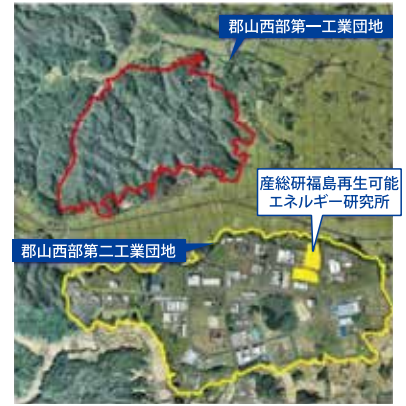 郡山西部第一工業団地
産総研福島再生可能
エネルギー研究所
郡山西部第二工業団地